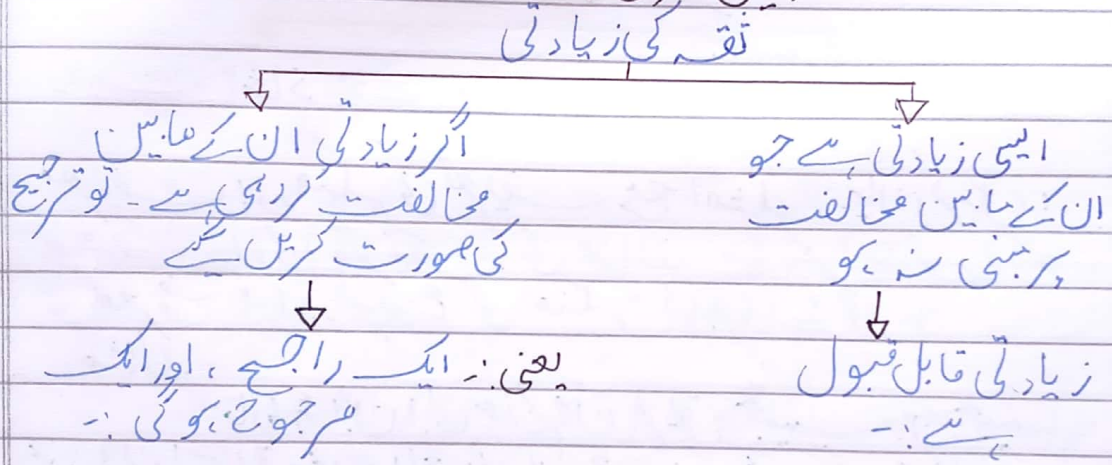 ثقہ کی زیادتی
ایسی زیادتی ہے جو
ان کے مابین مخالفت
پر مبنی نہ ہو
زیادتی قابل قبول
ہے :-
اگر زیادتی ان کے مابین
مخالفت کر رہی ہے۔ تو ترجیح
کی صورت کریں گے
یعنی :- ایک راجح ، اور ایک
مرجوح ہو گی :-